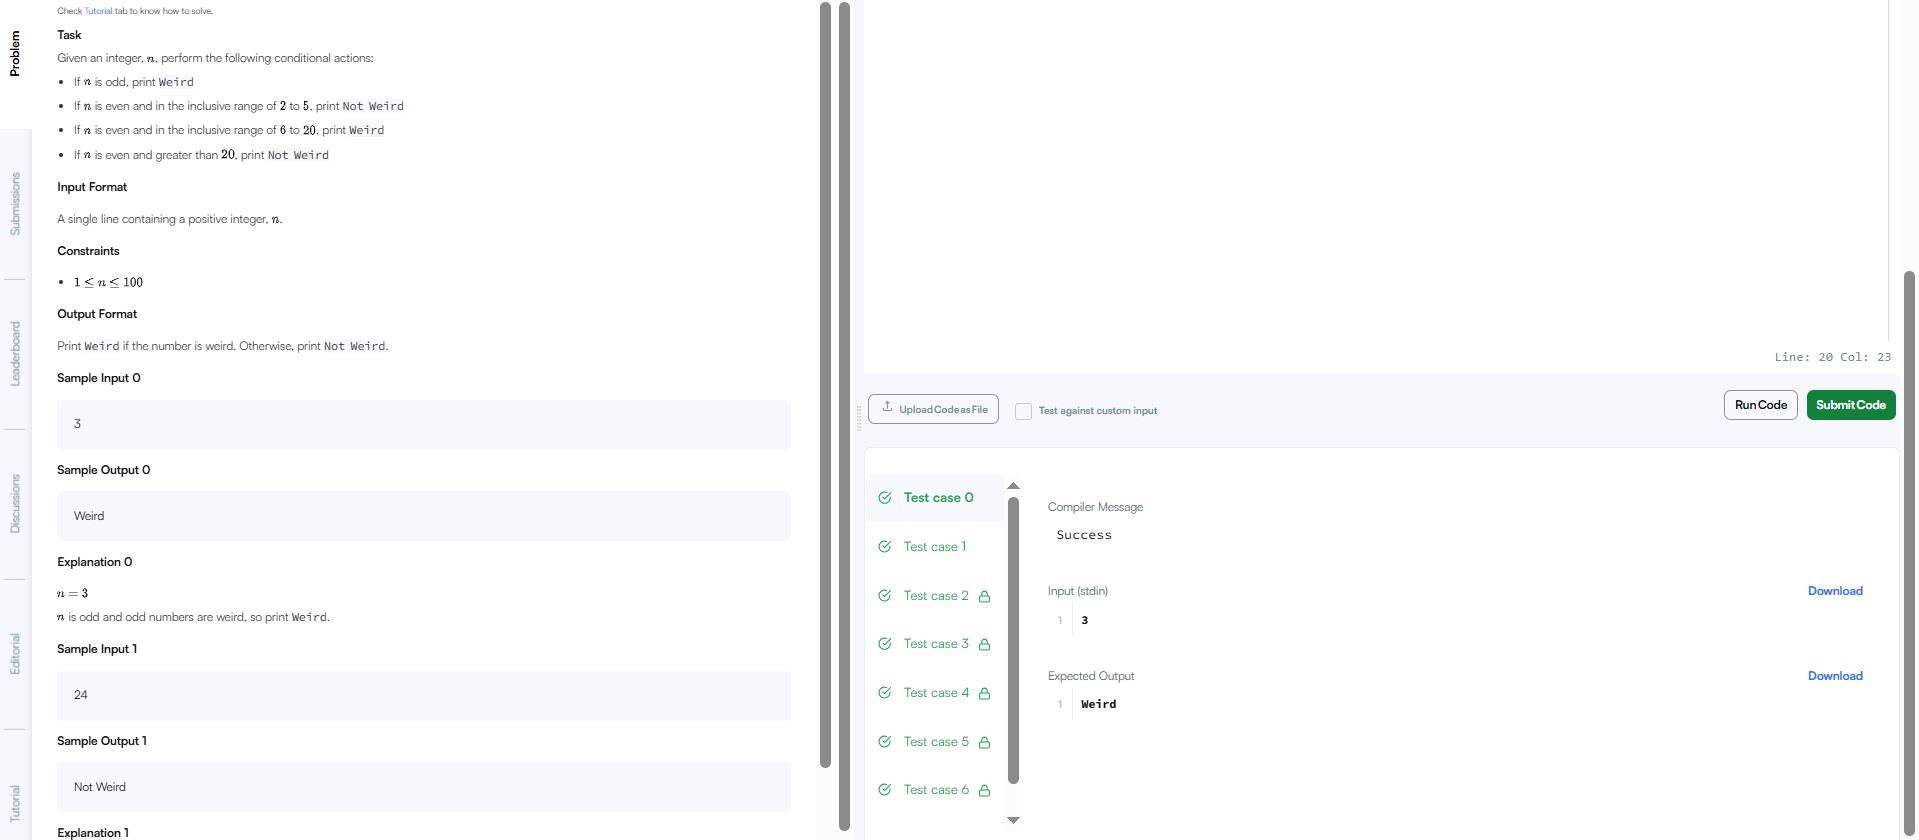 Problem
Submissions
Leaderboard
Discussions
Editorial
Tutorial
Check Tutorial tab to know how to solve.
Task
Given an integer, n, perform the following conditional actions:
• If n is odd, print Weird
• If n is even and in the inclusive range of 2 to 5, print Not Weird
• If n is even and in the inclusive range of 6 to 20, print Weird
• If n is even and greater than 20, print Not Weird
Input Format
A single line containing a positive integer, n.
Constraints
• 1 ≤ n ≤ 100
Output Format
Print Weird if the number is weird. Otherwise, print Not Weird.
Sample Input 0
3
Sample Output 0
Weird
Explanation 0
n = 3
n is odd and odd numbers are weird, so print Weird.
Sample Input 1
24
Sample Output 1
Not Weird
Explanation 1
Line: 20 Col: 23
Upload Code as File
Test against custom input
Run Code
Submit Code
Test case 0
Test case 1
Test case 2
Test case 3
Test case 4
Test case 5
Test case 6
Compiler Message
Success
Input (stdin)
Download
1 3
Expected Output
Download
1 Weird